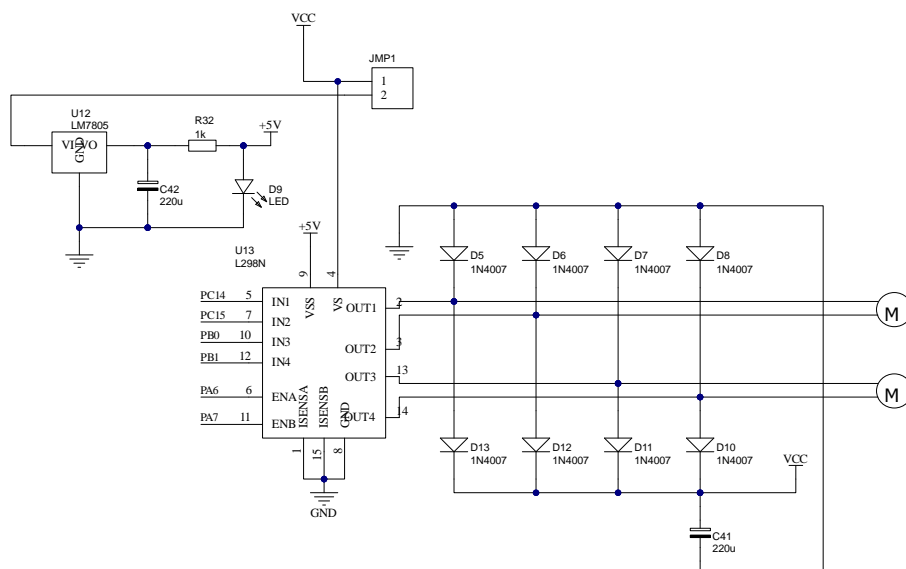 VCC
JMP1
1
2
U12
LM7805
VI
VO
GND
R32
1k
+5V
C42
220u
D9
LED
+5V
U13
L298N
9
4
VSS
VS
PC14
5
IN1
PC15
7
IN2
PB0
10
IN3
PB1
12
IN4
PA6
6
ENA
PA7
11
ENB
OUT1
2
OUT2
3
OUT3
13
OUT4
14
ISENSA
ISENSB
GND
1
15
8
GND
D5
1N4007
D6
1N4007
D7
1N4007
D8
1N4007
M
M
D13
1N4007
D12
1N4007
D11
1N4007
D10
1N4007
VCC
C41
220u